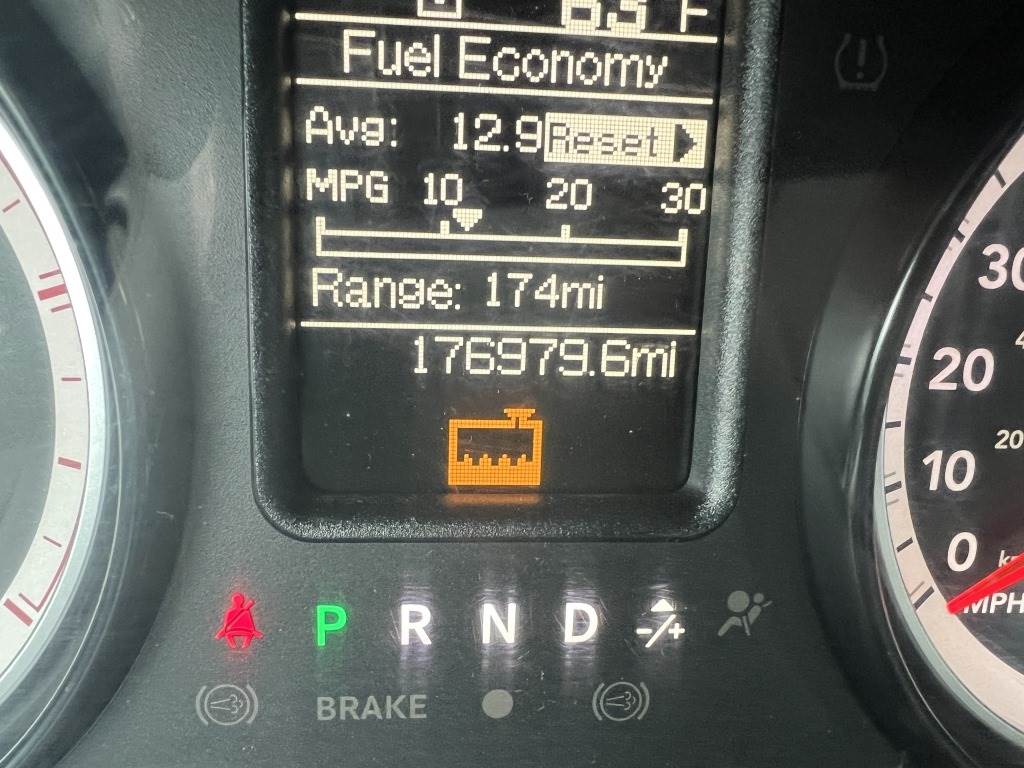 F
Fuel Economy
Avg: 12.9 Reset
MPG 10 20 30
Range: 174mi
176979.6mi
P R N D -/+
BRAKE
30
20
20
10
0
MPH